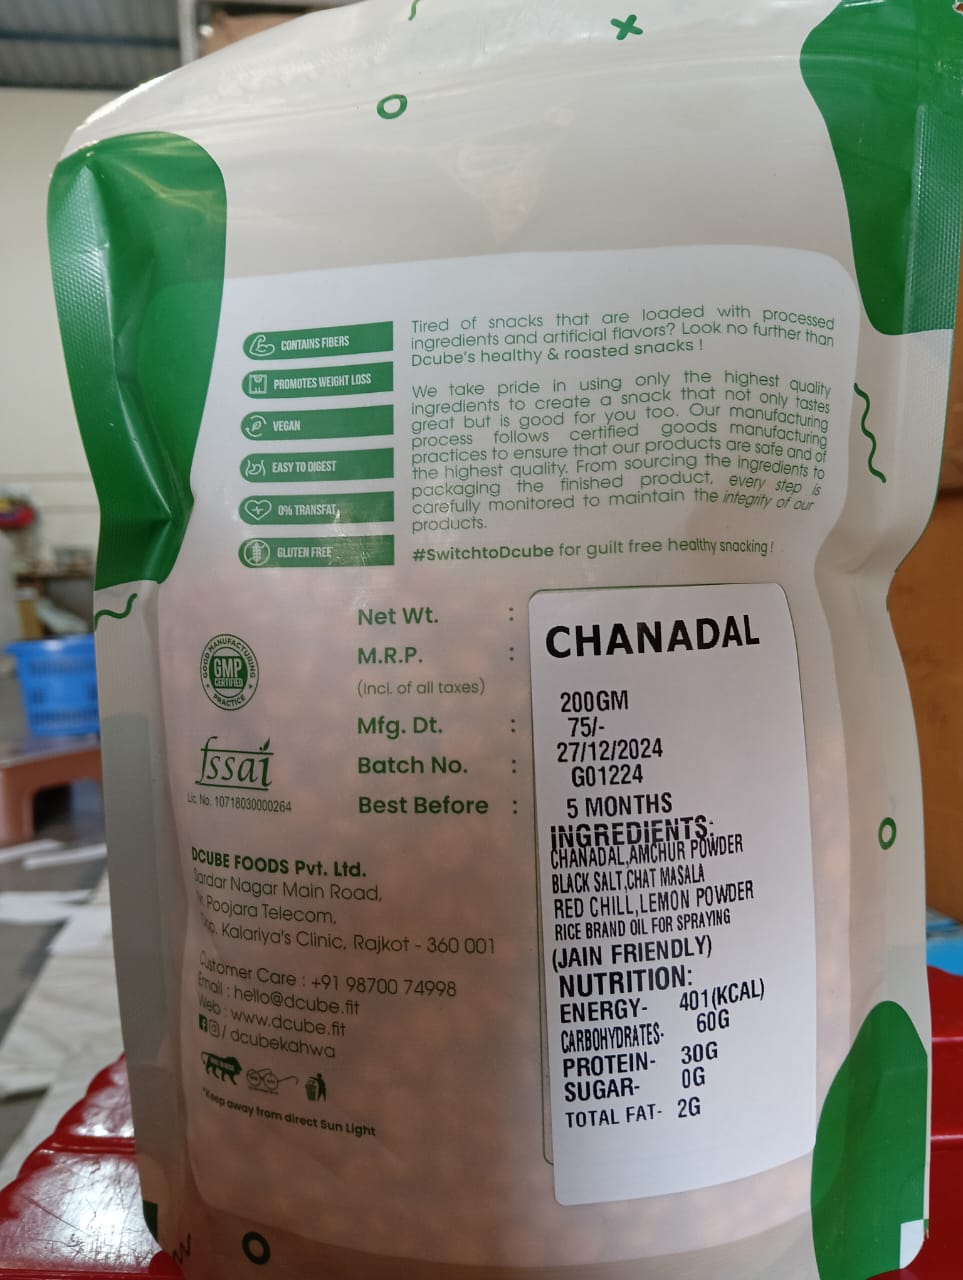 CONTAINS FIBERS
PROMOTES WEIGHT LOSS
VEGAN
EASY TO DIGEST
0% TRANSFAT
GLUTEN FREE
Tired of snacks that are loaded with processed
ingredients and artificial flavors? Look no further than
Dcube's healthy & roasted snacks !
We take pride in using only the highest quality
ingredients to create a snack that not only tastes
great but is good for you too. Our manufacturing
process follows certified goods manufacturing
practices to ensure that our products are safe and of
the highest quality. From sourcing the ingredients to
packaging the finished product, every step is
carefully monitored to maintain the integrity of our
products.
#SwitchtoDcube for guilt free healthy snacking !
GOOD MANUFACTURING
GMP
CERTIFIED
PRACTICE
fssai
Lic. No. 10718030000264
Net Wt. :
M.R.P. :
(Incl. of all taxes)
Mfg. Dt. :
Batch No. :
Best Before :
CHANADAL
200GM
75/-
27/12/2024
G01224
5 MONTHS
INGREDIENTS:
CHANADAL,AMCHUR POWDER
BLACK SALT,CHAT MASALA
RED CHILL,LEMON POWDER
RICE BRAND OIL FOR SPRAYING
(JAIN FRIENDLY)
NUTRITION:
ENERGY- 401(KCAL)
CARBOHYDRATES- 60G
PROTEIN- 30G
SUGAR- 0G
TOTAL FAT- 2G
DCUBE FOODS Pvt. Ltd.
Sardar Nagar Main Road,
Poojara Telecom,
Kalariya's Clinic, Rajkot - 360 001
Customer Care : +91 98700 74998
Email : hello@dcube.fit
Web : www.dcube.fit
/ dcubekahwa
*Keep away from direct Sun Light